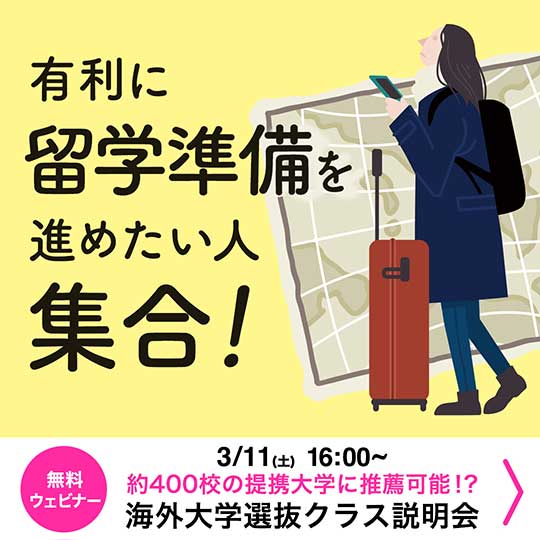 有利に
留学準備を
進めたい人
集合!
無料
ウェビナー
3/11(土) 16:00~
約400校の提携大学に推薦可能!?
海外大学選抜クラス説明会